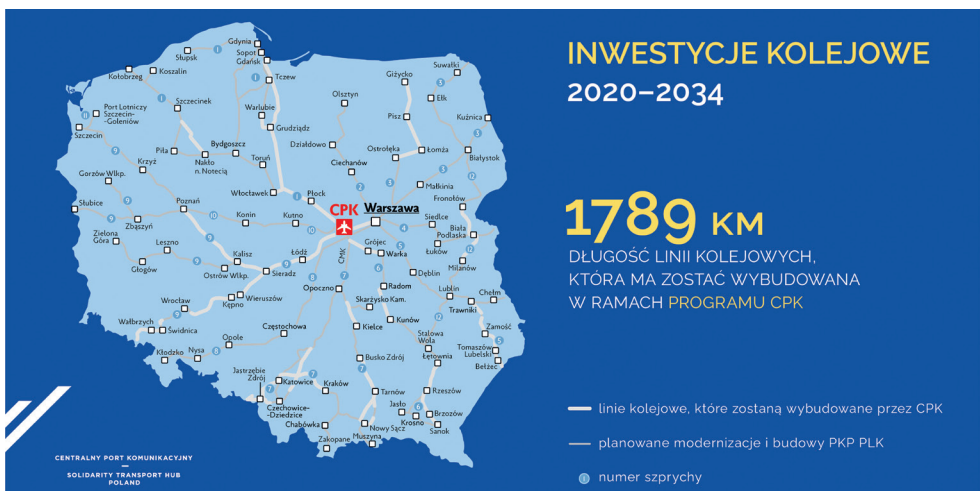 INWESTYCJE KOLEJOWE
2020–2034
1789 KM
DŁUGOŚĆ LINII KOLEJOWYCH,
KTÓRA MA ZOSTAĆ WYBUDOWANA
W RAMACH PROGRAMU CPK
linie kolejowe, które zostaną wybudowane przez CPK
planowane modernizacje i budowy PKP PLK
numer szprychy
Gdynia
Słupsk
Sopot
Gdańsk
Koszalin
Kołobrzeg
Tczew
Giżycko
Suwałki
Olsztyn
Ełk
Port Lotniczy
Szczecin-
-Goleniów
Szczecinek
Warlubie
Pisz
Kuźnica
Szczecin
Grudziądz
Działdowo
Ostrołęka
Łomża
Białystok
Piła
Bydgoszcz
Nakło
n. Notecią
Toruń
Krzyż
Ciechanów
Gorzów Wlkp.
Małkinia
Włocławek
Płock
Fronołów
Słubice
Poznań
CPK
Warszawa
Zbąszyń
Konin
Kutno
Siedlce
Biała
Podlaska
Zielona
Góra
Leszno
Kalisz
Łódź
CMK
Grójec
Warka
Łuków
Głogów
Ostrów Wlkp.
Sieradz
Milanów
Dęblin
Opoczno
Radom
Lublin
Chełm
Wrocław
Wieruszów
Kępno
Trawniki
Skarżysko Kam.
Wałbrzych
Świdnica
Częstochowa
Kielce
Kunów
Stalowa
Wola
Zamość
Opole
Tomaszów
Lubelski
Kłodzko
Nysa
Busko Zdrój
Łętownia
Bełżec
Jastrzębie
Zdrój
Katowice
Kraków
Tarnów
Rzeszów
Czechowice-
-Dziedzice
Jasło
Krosno
Brzozów
Chabówka
Nowy Sącz
Sanok
Zakopane
Muszyna
CENTRALNY PORT KOMUNIKACYJNY
SOLIDARITY TRANSPORT HUB
POLAND